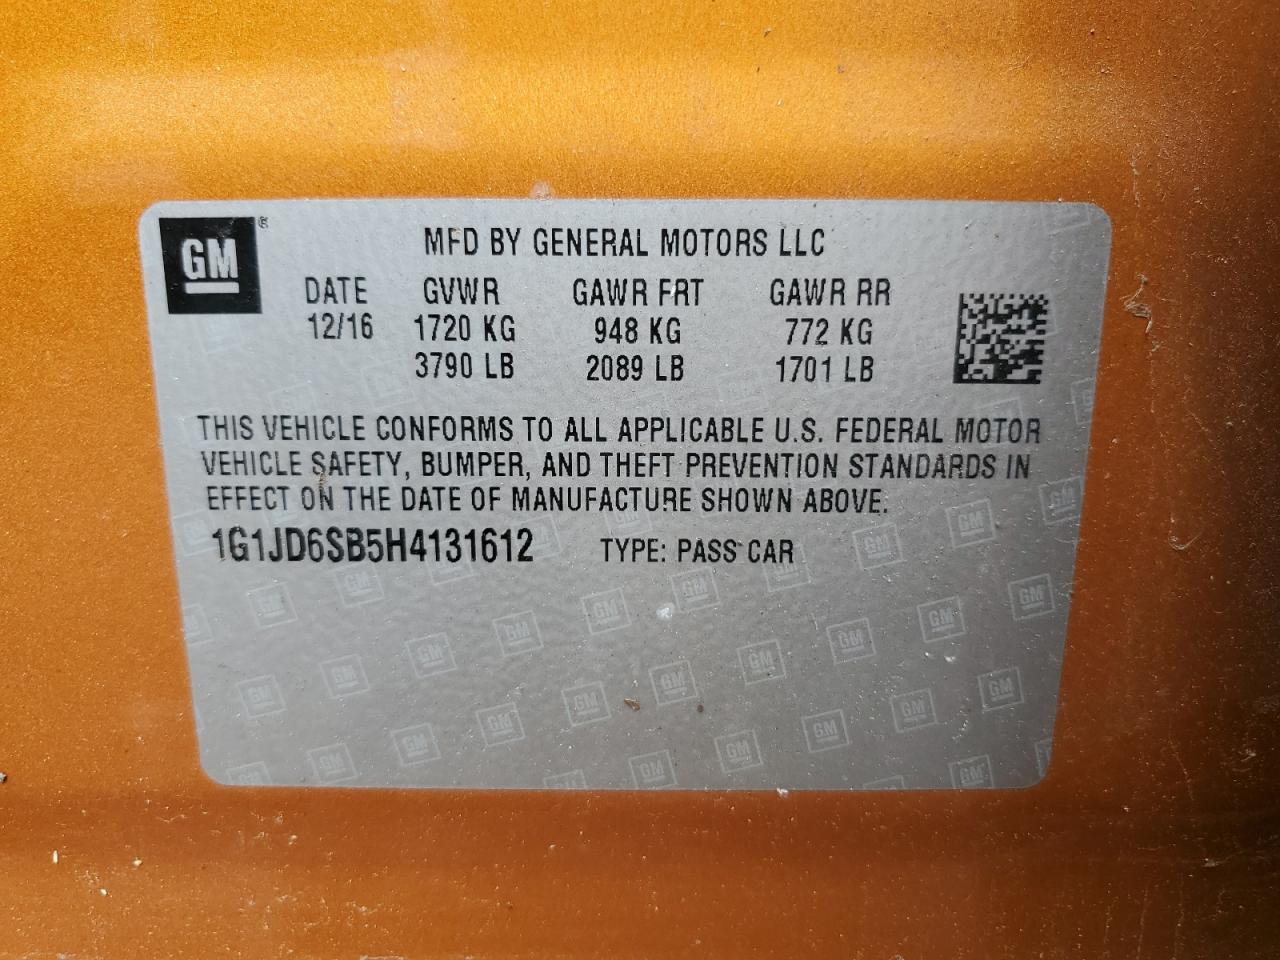 GM ®
MFD BY GENERAL MOTORS LLC
DATE GVWR GAWR FRT GAWR RR
12/16 1720 KG 948 KG 772 KG
3790 LB 2089 LB 1701 LB
THIS VEHICLE CONFORMS TO ALL APPLICABLE U.S. FEDERAL MOTOR
VEHICLE SAFETY, BUMPER, AND THEFT PREVENTION STANDARDS IN
EFFECT ON THE DATE OF MANUFACTURE SHOWN ABOVE.
1G1JD6SB5H4131612 TYPE: PASS CAR